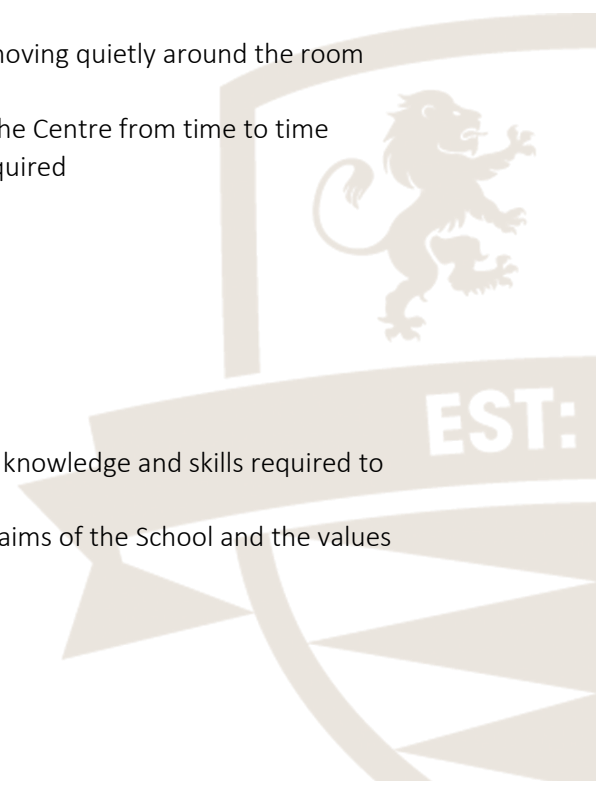 moving quietly around the room
the Centre from time to time
quired
knowledge and skills required to
EST:
aims of the School and the values